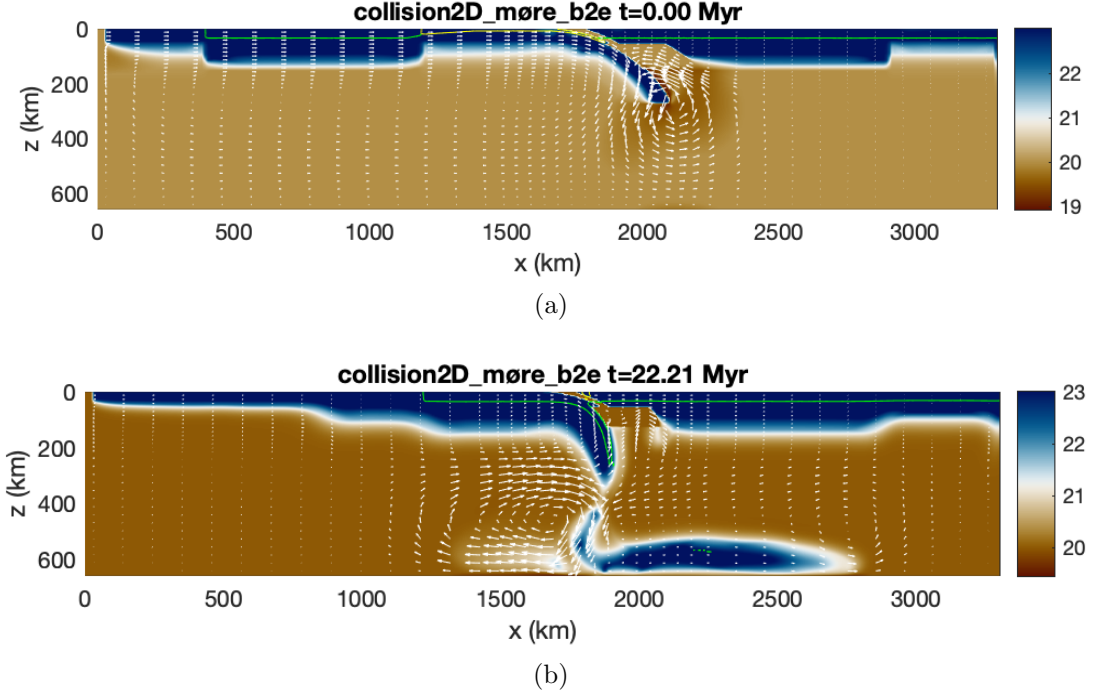 collision2D_møre_b2e t=0.00 Myr
0
200
400
600
z (km)
0 500 1000 1500 2000 2500 3000
x (km)
22
21
20
19
(a)
collision2D_møre_b2e t=22.21 Myr
0
200
400
600
z (km)
0 500 1000 1500 2000 2500 3000
x (km)
23
22
21
20
(b)